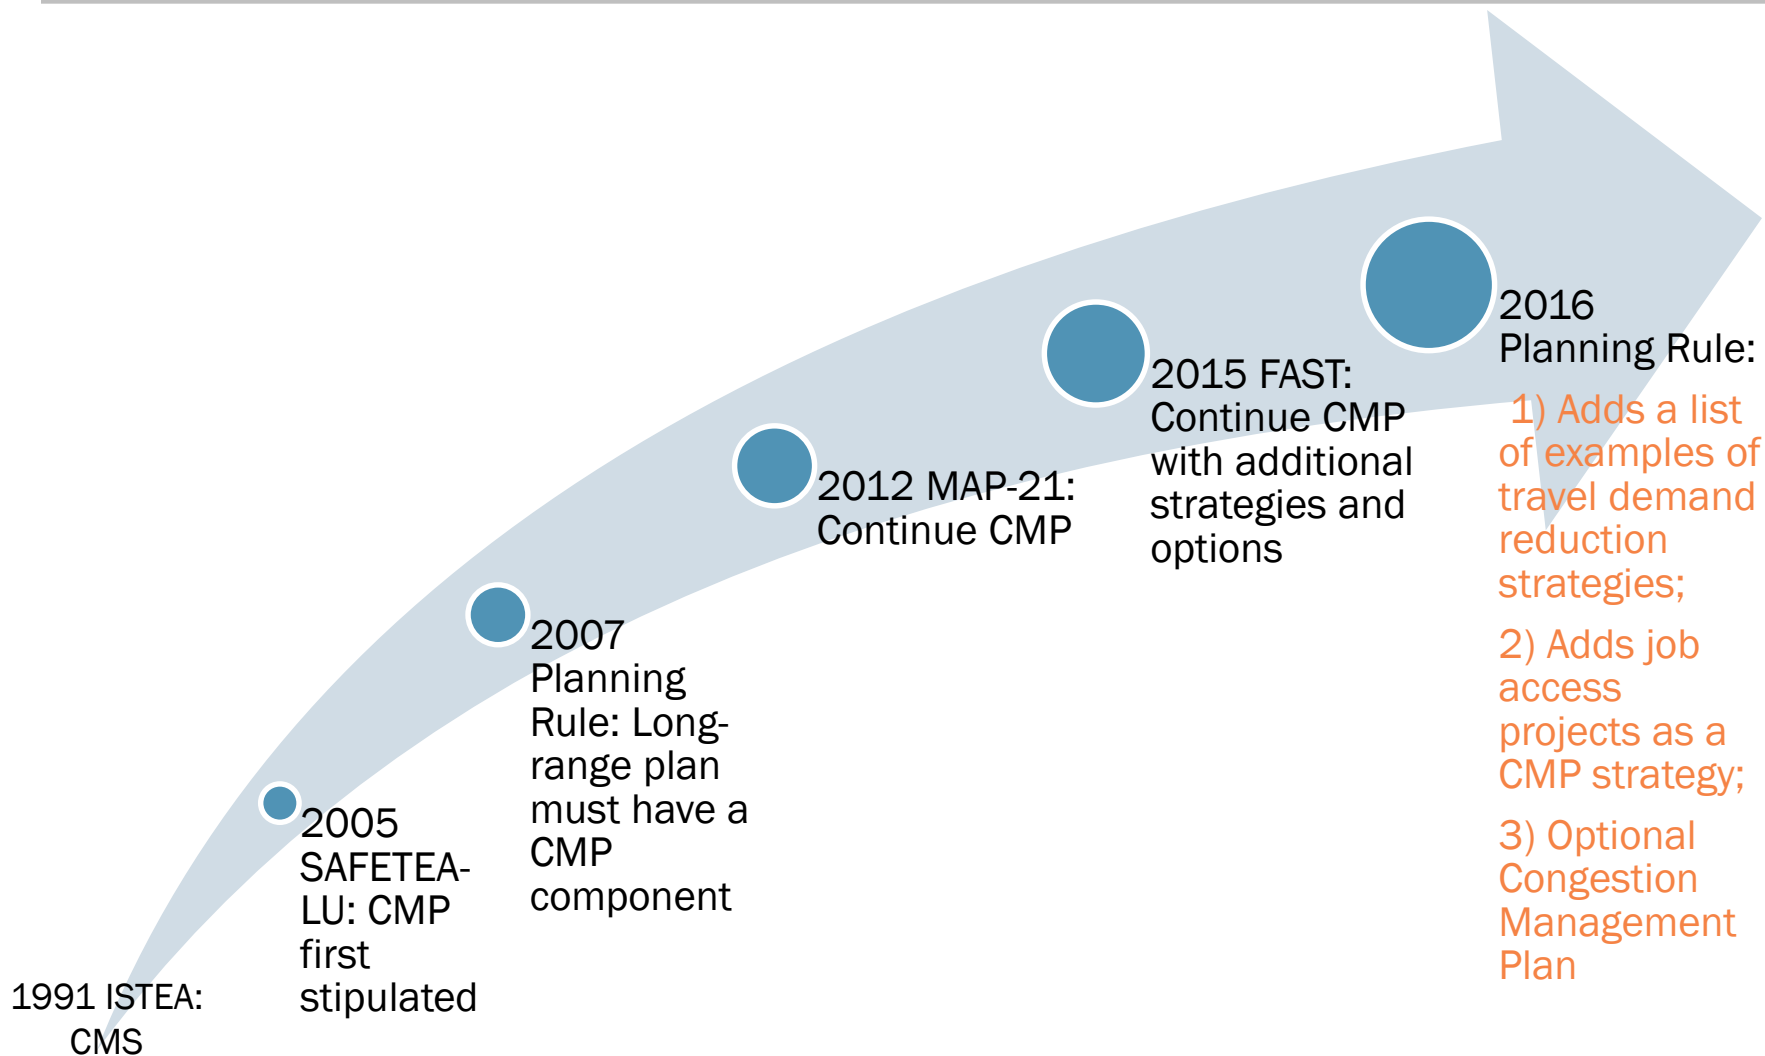 1991 ISTEA:
CMS
2005
SAFETEA-
LU: CMP
first
stipulated
2007
Planning
Rule: Long-
range plan
must have a
CMP
component
2012 MAP-21:
Continue CMP
2015 FAST:
Continue CMP
with additional
strategies and
options
2016
Planning Rule:
1) Adds a list
of examples of
travel demand
reduction
strategies;
2) Adds job
access
projects as a
CMP strategy;
3) Optional
Congestion
Management
Plan